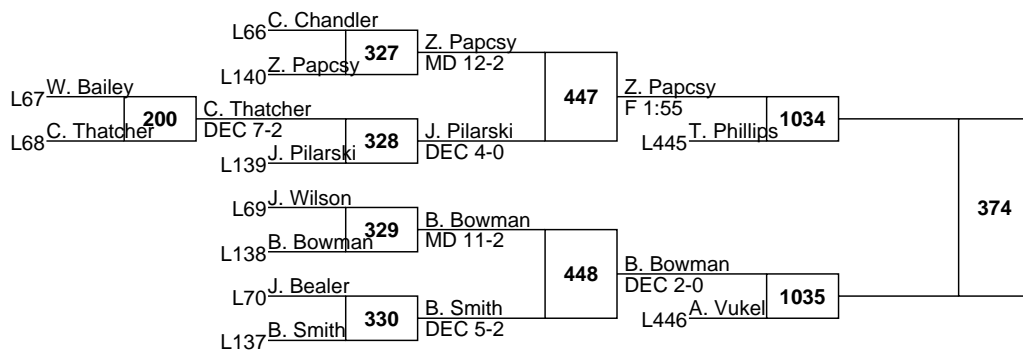 L66 C. Chandler
327
Z. Papcsy
MD 12-2
L140 Z. Papcsy
447
Z. Papcsy
F 1:55
L67 W. Bailey
200
C. Thatcher
DEC 7-2
L68 C. Thatcher
328
J. Pilarski
DEC 4-0
L139 J. Pilarski
1034
L445 T. Phillips
374
L69 J. Wilson
329
B. Bowman
MD 11-2
L138 B. Bowman
448
B. Bowman
DEC 2-0
L70 J. Bealer
330
B. Smith
DEC 5-2
L137 B. Smith
1035
L446 A. Vukel